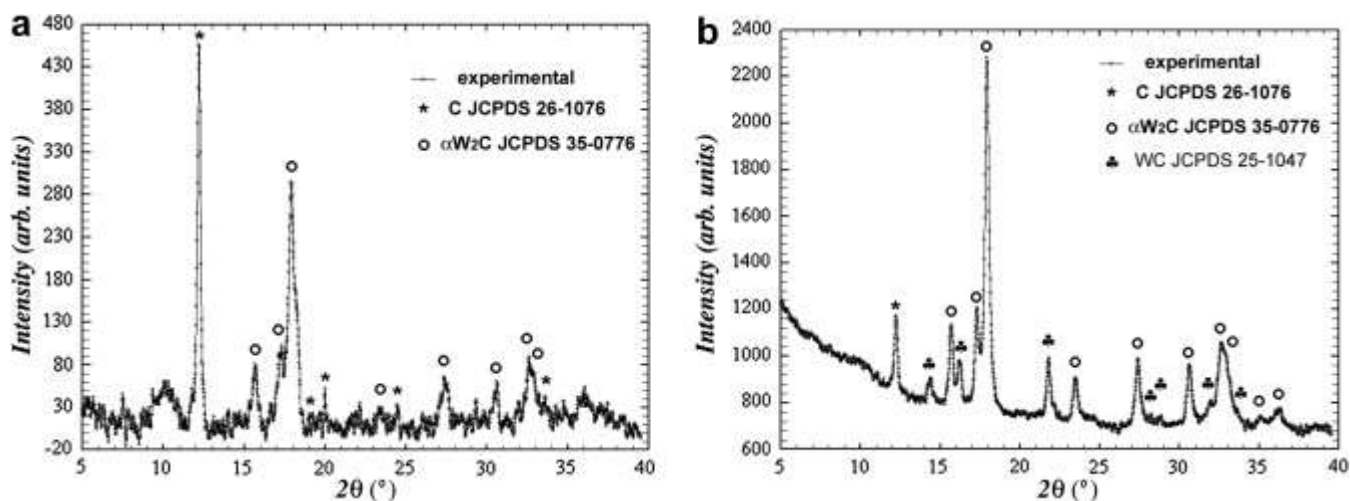 a
480
430
380
330
280
230
180
130
80
30
-20
5 10 15 20 25 30 35 40
Intensity (arb. units)
2θ (°)
experimental
★ C JCPDS 26-1076
o αW2C JCPDS 35-0776
b
2400
2200
2000
1800
1600
1400
1200
1000
800
600
5 10 15 20 25 30 35 40
Intensity (arb. units)
2θ (°)
experimental
★ C JCPDS 26-1076
o αW2C JCPDS 35-0776
♣ WC JCPDS 25-1047